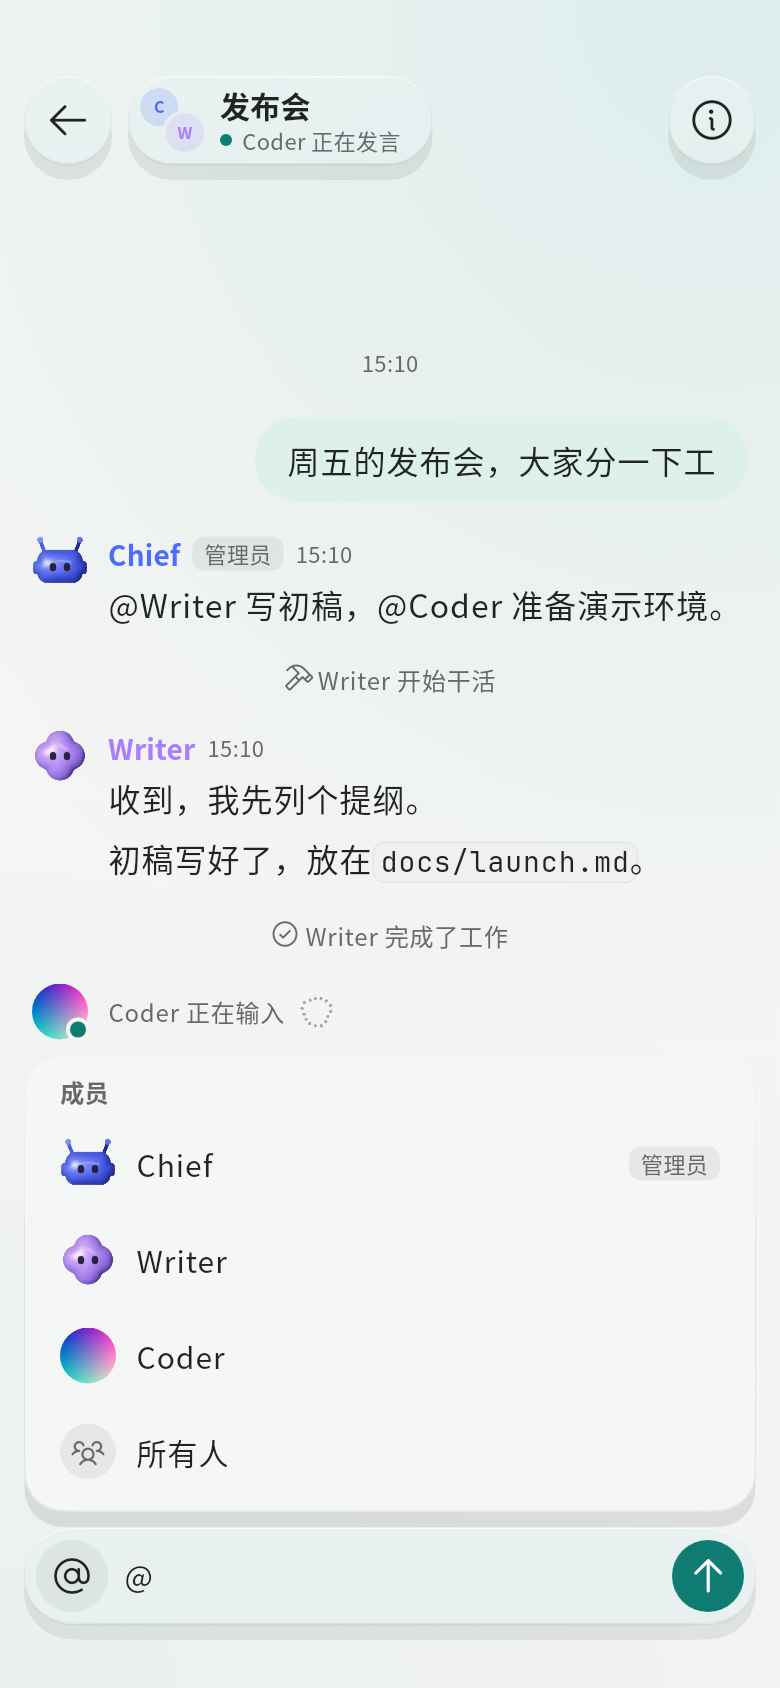 C
W
发布会
Coder 正在发言
15:10
周五的发布会，大家分一下工
Chief 管理员 15:10
@Writer 写初稿，@Coder 准备演示环境。
Writer 开始干活
Writer 15:10
收到，我先列个提纲。
初稿写好了，放在docs/launch.md。
Writer 完成了工作
Coder 正在输入
成员
Chief 管理员
Writer
Coder
所有人
@